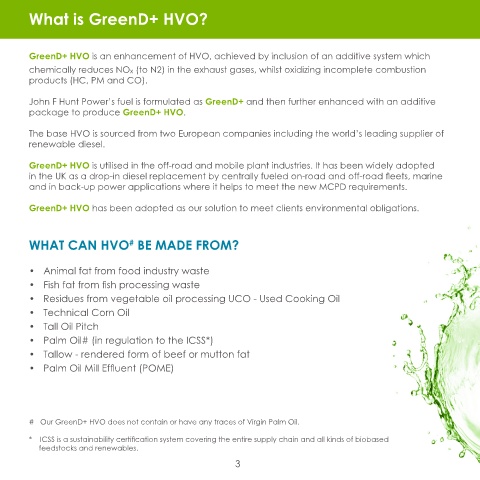 What is GreenD+ HVO?
GreenD+ HVO is an enhancement of HVO, achieved by inclusion of an additive system which
chemically reduces NOx (to N2) in the exhaust gases, whilst oxidizing incomplete combustion
products (HC, PM and CO).
John F Hunt Power's fuel is formulated as GreenD+ and then further enhanced with an additive
package to produce GreenD+ HVO.
The base HVO is sourced from two European companies including the world's leading supplier of
renewable diesel.
GreenD+ HVO is utilised in the off-road and mobile plant industries. It has been widely adopted
in the UK as a drop-in diesel replacement by centrally fueled on-road and off-road fleets, marine
and in back-up power applications where it helps to meet the new MCPD requirements.
GreenD+ HVO has been adopted as our solution to meet clients environmental obligations.
WHAT CAN HVO# BE MADE FROM?
• Animal fat from food industry waste
• Fish fat from fish processing waste
• Residues from vegetable oil processing UCO - Used Cooking Oil
• Technical Corn Oil
• Tall Oil Pitch
• Palm Oil# (in regulation to the ICSS*)
• Tallow - rendered form of beef or mutton fat
• Palm Oil Mill Effluent (POME)
# Our GreenD+ HVO does not contain or have any traces of Virgin Palm Oil.
* ICSS is a sustainability certification system covering the entire supply chain and all kinds of biobased
feedstocks and renewables.
3